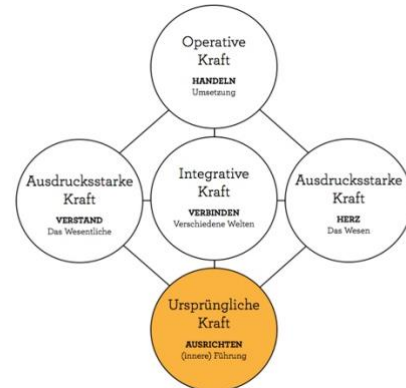 Operative
Kraft
HANDELN
Umsetzung
Ausdrucksstarke
Kraft
VERSTAND
Das Wesentliche
Integrative
Kraft
VERBINDEN
Verschiedene Welten
Ausdrucksstarke
Kraft
HERZ
Das Wesen
Ursprüngliche
Kraft
AUSRICHTEN
(innere) Führung